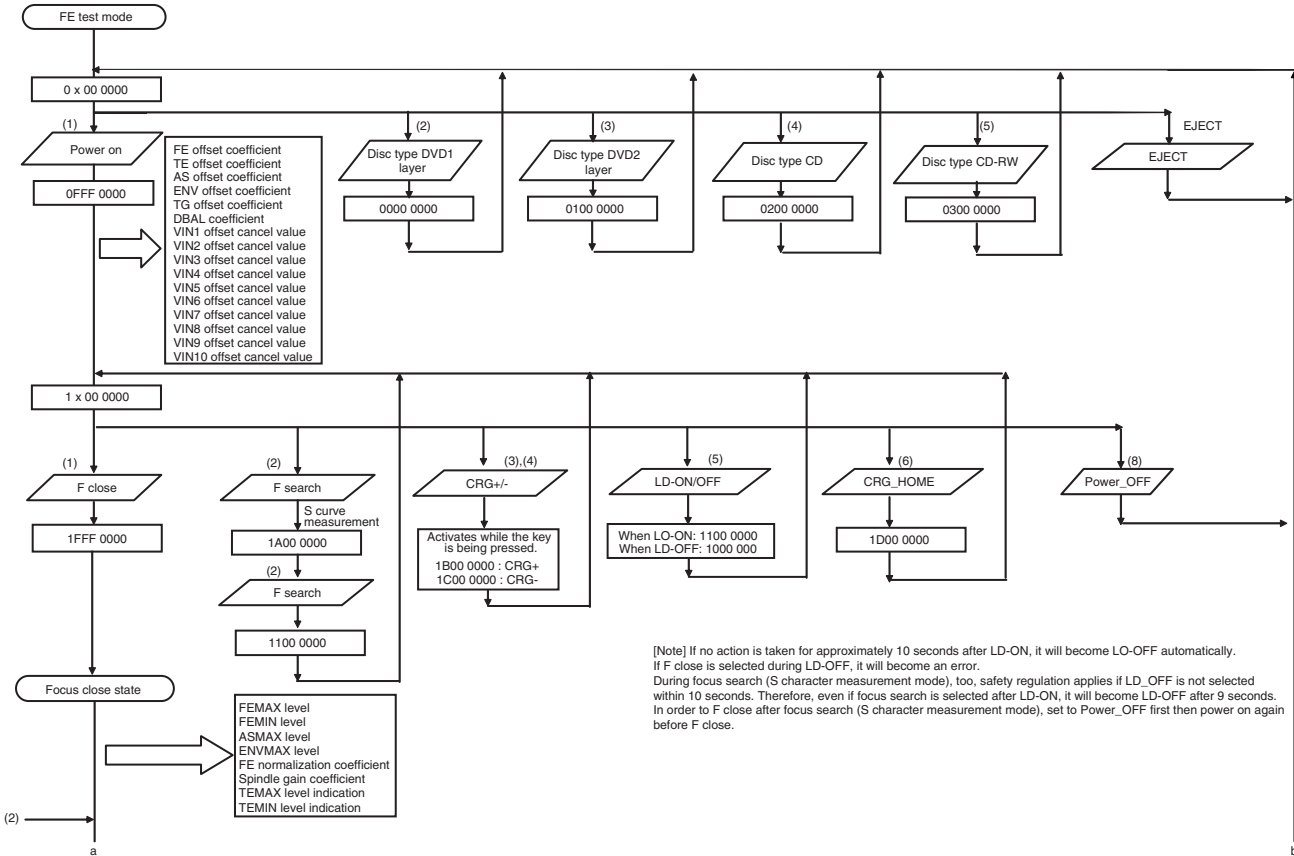 FE test mode
0 x 00 0000
(1)
Power on
0FFF 0000
FE offset coefficient
TE offset coefficient
AS offset coefficient
ENV offset coefficient
TG offset coefficient
DBAL coefficient
VIN1 offset cancel value
VIN2 offset cancel value
VIN3 offset cancel value
VIN4 offset cancel value
VIN5 offset cancel value
VIN6 offset cancel value
VIN7 offset cancel value
VIN8 offset cancel value
VIN9 offset cancel value
VIN10 offset cancel value
(2)
Disc type DVD1
layer
0000 0000
(3)
Disc type DVD2
layer
0100 0000
(4)
Disc type CD
0200 0000
(5)
Disc type CD-RW
0300 0000
EJECT
EJECT
1 x 00 0000
(1)
F close
1FFF 0000
(2)
F search
S curve
measurement
1A00 0000
(2)
F search
1100 0000
(3),(4)
CRG+/-
Activates while the key
is being pressed.
1B00 0000 : CRG+
1C00 0000 : CRG-
(5)
LD-ON/OFF
When LO-ON: 1100 0000
When LD-OFF: 1000 000
(6)
CRG_HOME
1D00 0000
(8)
Power_OFF
[Note] If no action is taken for approximately 10 seconds after LD-ON, it will become LO-OFF automatically.
If F close is selected during LD-OFF, it will become an error.
During focus search (S character measurement mode), too, safety regulation applies if LD_OFF is not selected
within 10 seconds. Therefore, even if focus search is selected after LD-ON, it will become LD-OFF after 9 seconds.
In order to F close after focus search (S character measurement mode), set to Power_OFF first then power on again
before F close.
Focus close state
FEMAX level
FEMIN level
ASMAX level
ENVMAX level
FE normalization coefficient
Spindle gain coefficient
TEMAX level indication
TEMIN level indication
(2)
a
b